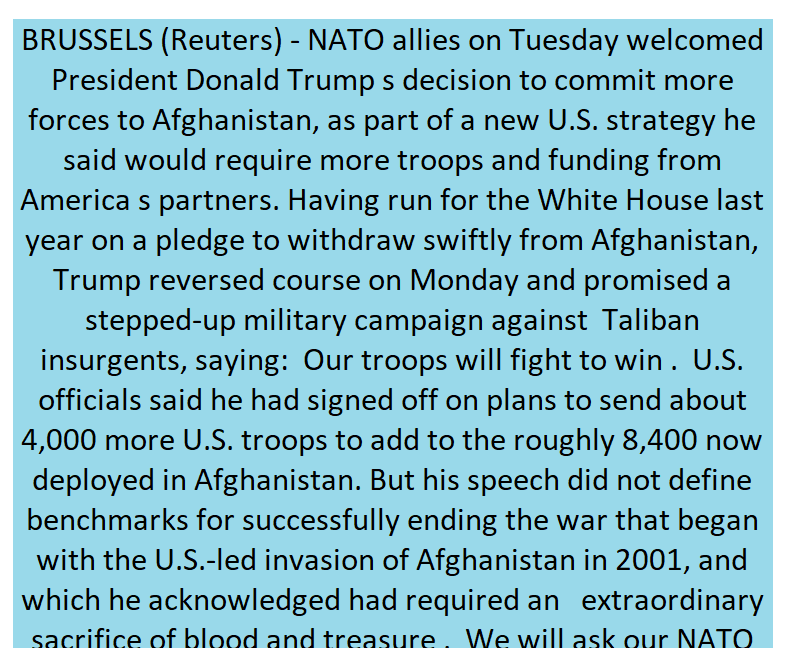 BRUSSELS (Reuters) - NATO allies on Tuesday welcomed
President Donald Trump s decision to commit more
forces to Afghanistan, as part of a new U.S. strategy he
said would require more troops and funding from
America s partners. Having run for the White House last
year on a pledge to withdraw swiftly from Afghanistan,
Trump reversed course on Monday and promised a
stepped-up military campaign against  Taliban
insurgents, saying:  Our troops will fight to win .  U.S.
officials said he had signed off on plans to send about
4,000 more U.S. troops to add to the roughly 8,400 now
deployed in Afghanistan. But his speech did not define
benchmarks for successfully ending the war that began
with the U.S.-led invasion of Afghanistan in 2001, and
which he acknowledged had required an   extraordinary
sacrifice of blood and treasure .  We will ask our NATO